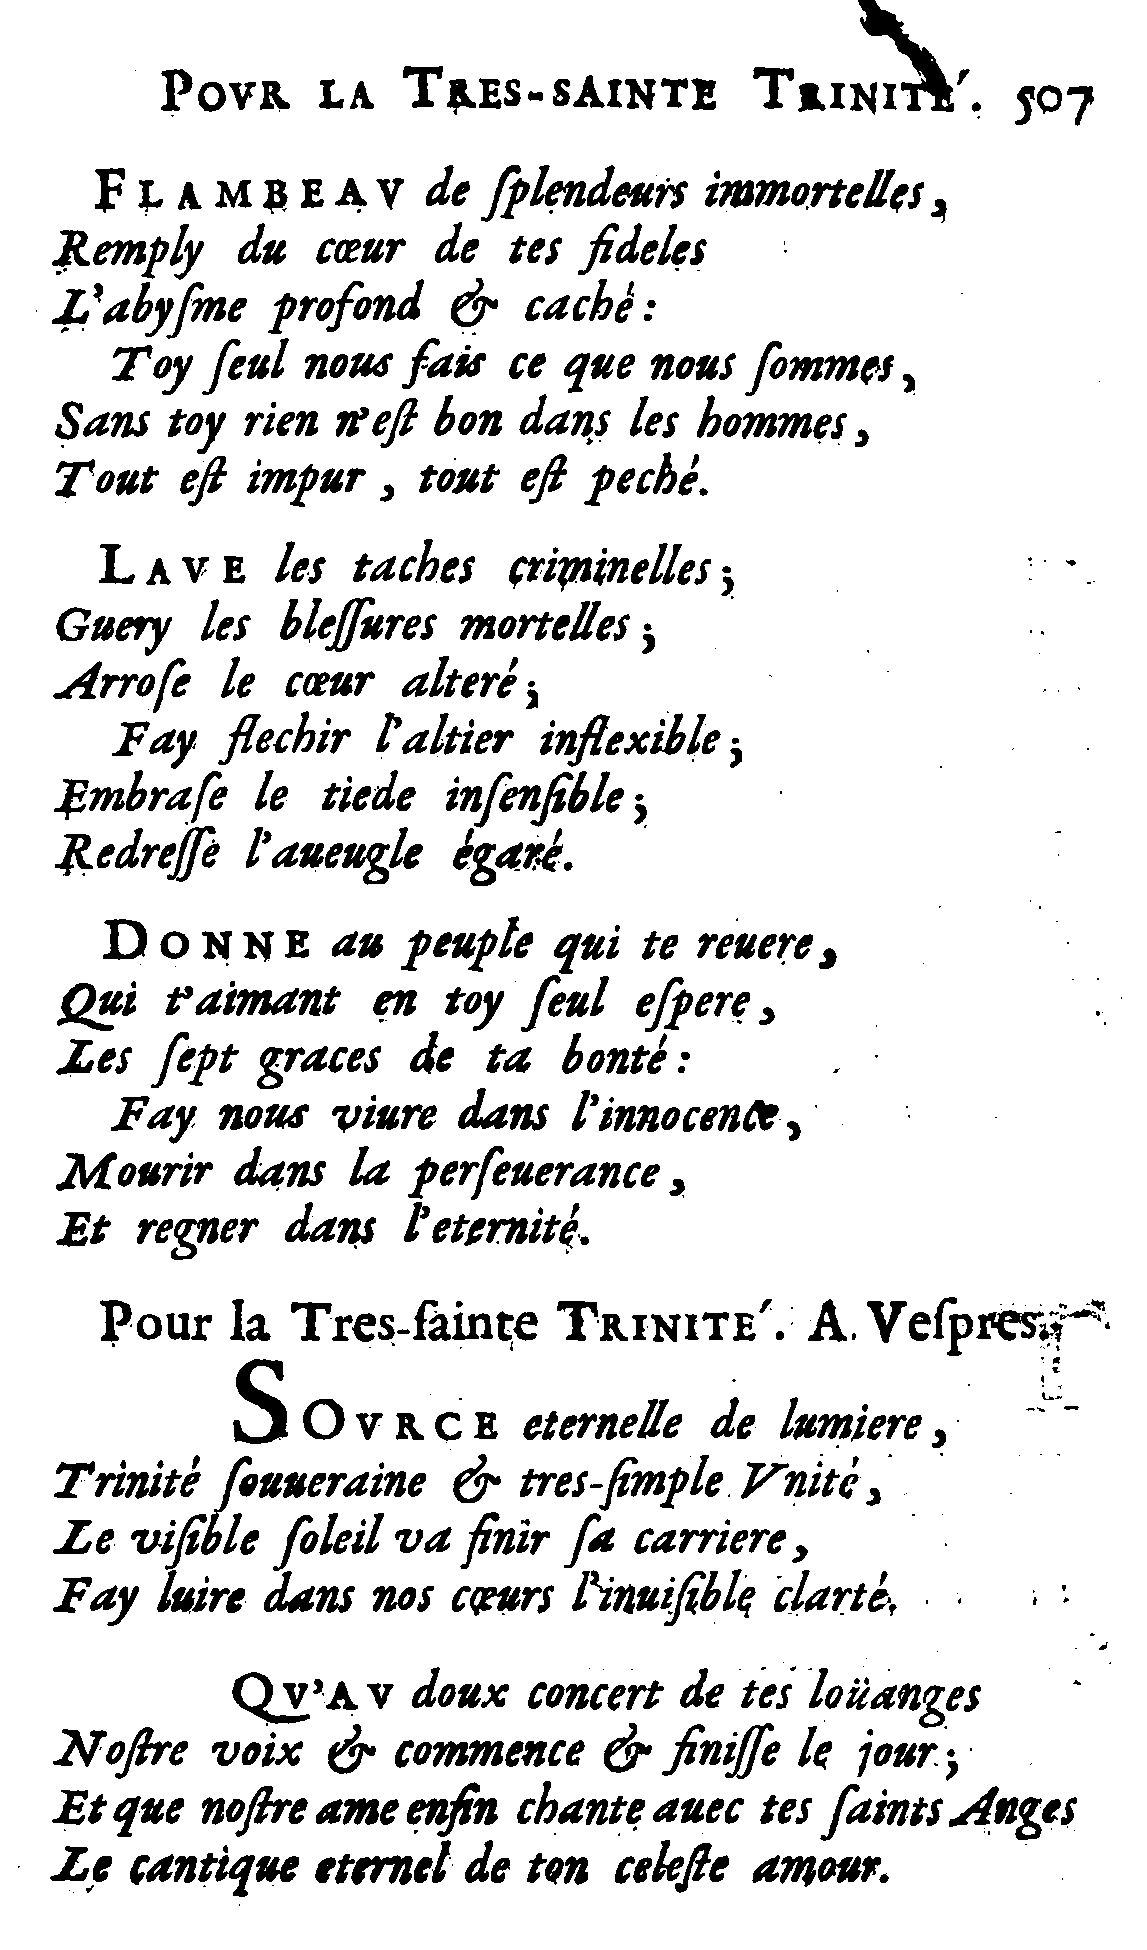 POVR LA TRES-SAINTE TRINITE´. 507
FLAMBEAV de ſplendeurs immortelles,
Remply du cœur de tes fideles
L'abyſme profond & caché :
Toy ſeul nous fais ce que nous ſommes,
Sans toy rien n'eſt bon dans les hommes,
Tout eſt impur, tout eſt peché.
LAVE les taches criminelles ;
Guery les bleſſures mortelles ;
Arroſe le cœur alteré ;
Fay flechir l'altier inflexible ;
Embraſe le tiede inſenſible ;
Redreſſe l'aueugle égaré.
DONNE au peuple qui te reuere,
Qui t'aimant en toy ſeul eſpere,
Les ſept graces de ta bonté :
Fay nous viure dans l'innocence,
Mourir dans la perſeuerance,
Et regner dans l'eternité.
Pour la Tres-ſainte TRINITE´. A Veſpres.
SOVRCE eternelle de lumiere,
Trinité ſouueraine & tres-ſimple Vnité,
Le viſible ſoleil va finir ſa carriere,
Fay luire dans nos cœurs l'inuiſible clarté.
QV'AV doux concert de tes loüanges
Noſtre voix & commence & finiſſe le jour ;
Et que noſtre ame enfin chante auec tes ſaints Anges
Le cantique eternel de ton celeſte amour.